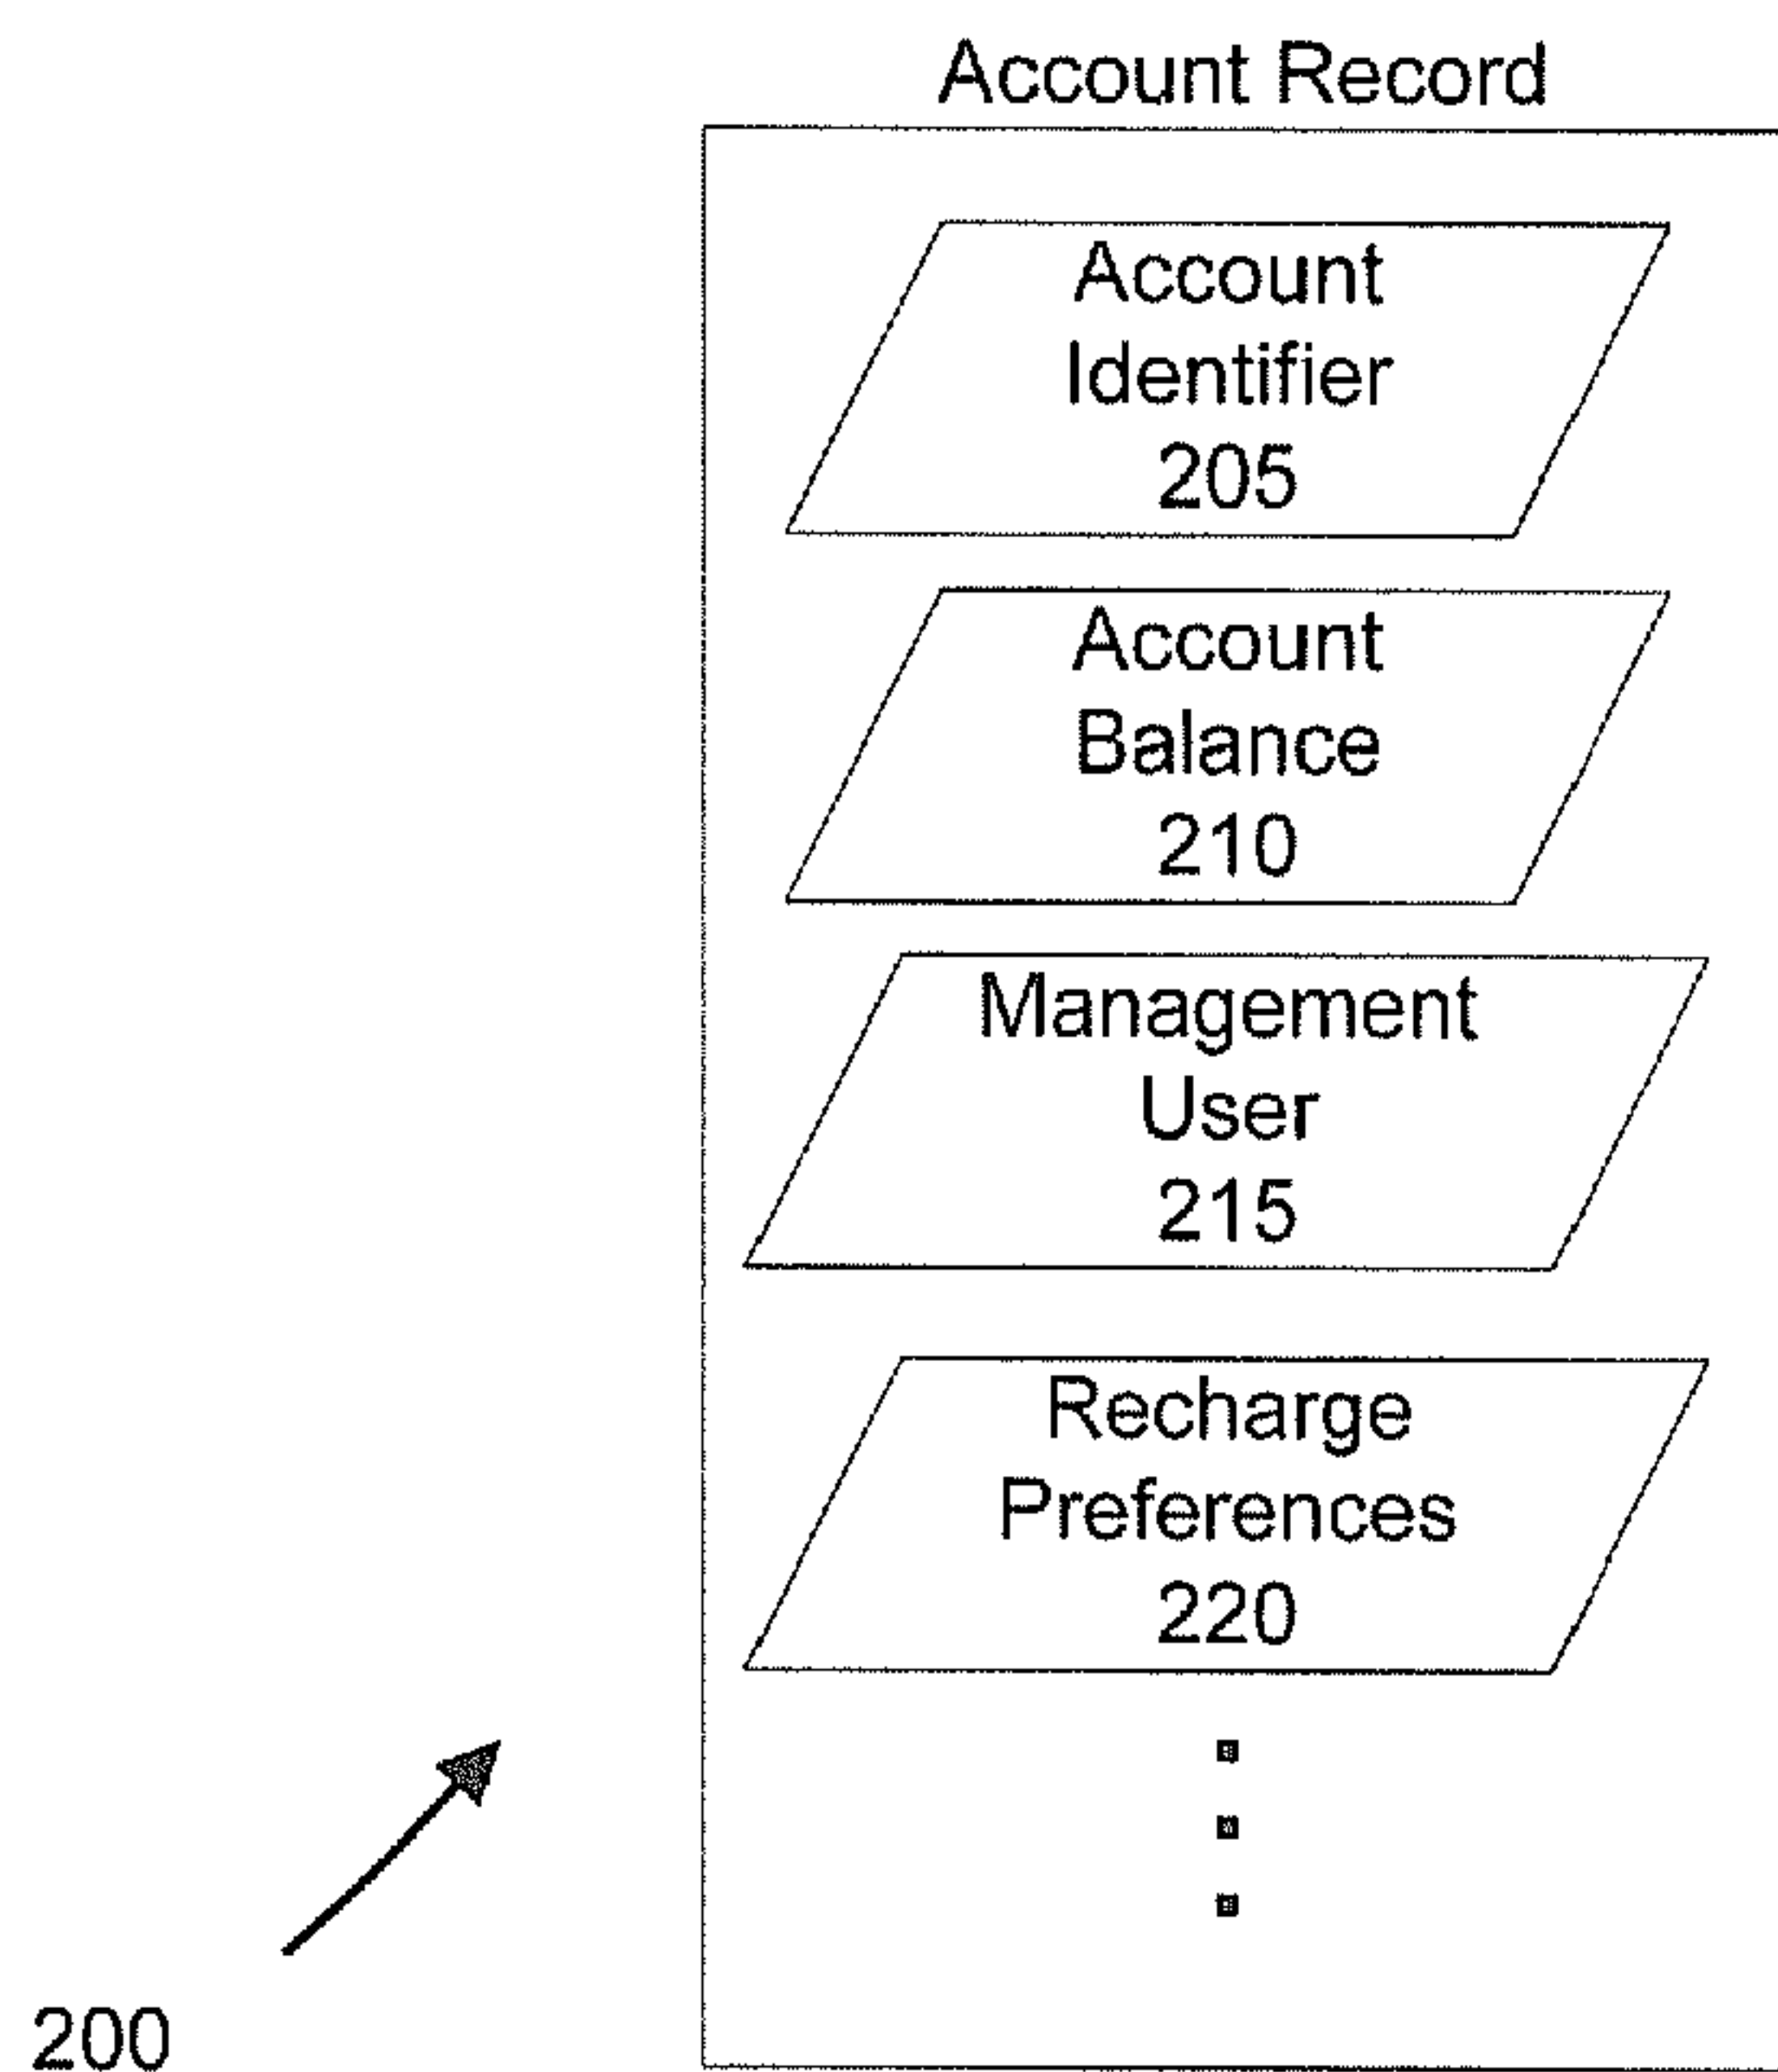 Account Record
Account
Identifier
205
Account
Balance
210
Management
User
215
Recharge
Preferences
220
200